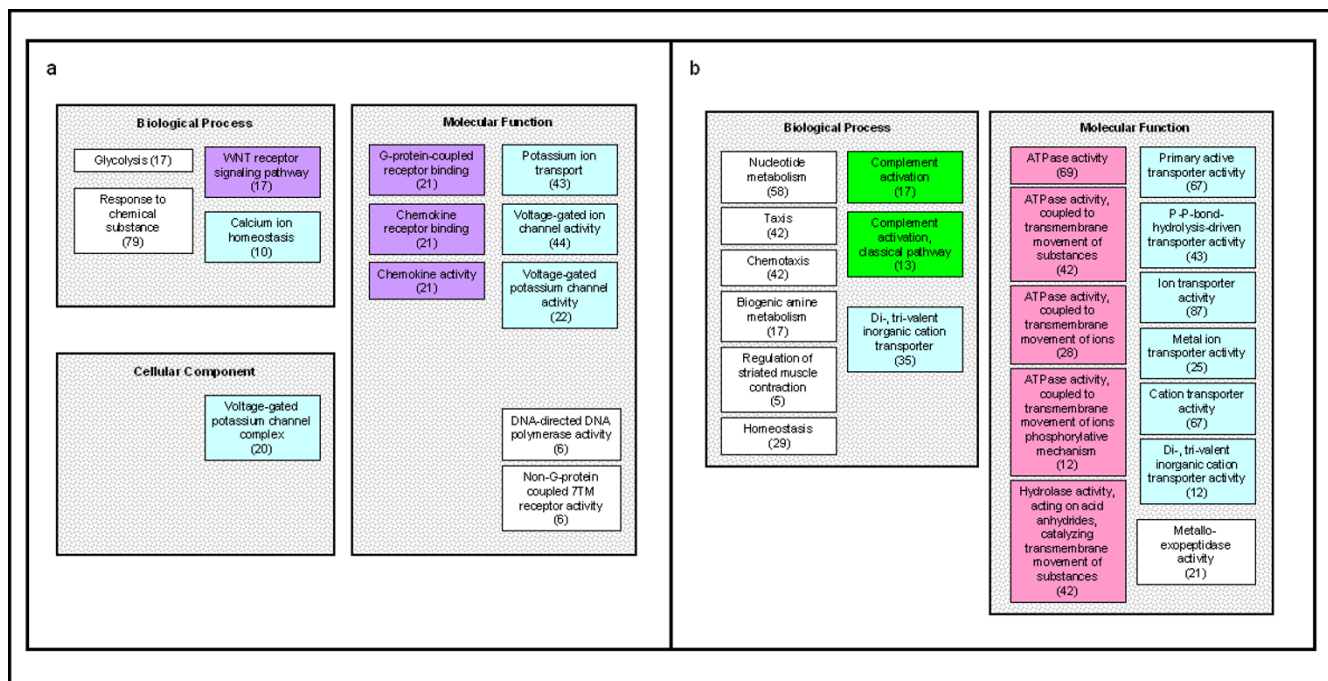 a
Biological Process
Glycolysis (17)
Response to
chemical
substance
(79)
WNT receptor
signaling pathway
(17)
Calcium ion
homeostasis
(10)
Cellular Component
Voltage-gated
potassium channel
complex
(20)
Molecular Function
G-protein-coupled
receptor binding
(21)
Chemokine
receptor binding
(21)
Chemokine activity
(21)
Potassium ion
transport
(43)
Voltage-gated ion
channel activity
(44)
Voltage-gated
potassium channel
activity
(22)
DNA-directed DNA
polymerase activity
(6)
Non-G-protein
coupled 7TM
receptor activity
(6)
b
Biological Process
Nucleotide
metabolism
(58)
Taxis
(42)
Chemotaxis
(42)
Biogenic amine
metabolism
(17)
Regulation of
striated muscle
contraction
(5)
Homeostasis
(29)
Complement
activation
(17)
Complement
activation,
classical pathway
(13)
Di-, tri-valent
inorganic cation
transporter
(35)
Molecular Function
ATPase activity
(69)
ATPase activity,
coupled to
transmembrane
movement of
substances
(42)
ATPase activity,
coupled to
transmembrane
movement of ions
(28)
ATPase activity,
coupled to
transmembrane
movement of ions
phosphorylative
mechanism
(12)
Hydrolase activity,
acting on acid
anhydrides,
catalyzing
transmembrane
movement of
substances
(42)
Primary active
transporter activity
(67)
P-P-bond-
hydrolysis-driven
transporter activity
(43)
Ion transporter
activity
(87)
Metal ion
transporter activity
(25)
Cation transporter
activity
(67)
Di-, tri-valent
inorganic cation
transporter activity
(12)
Metallo-
exopeptidase
activity
(21)